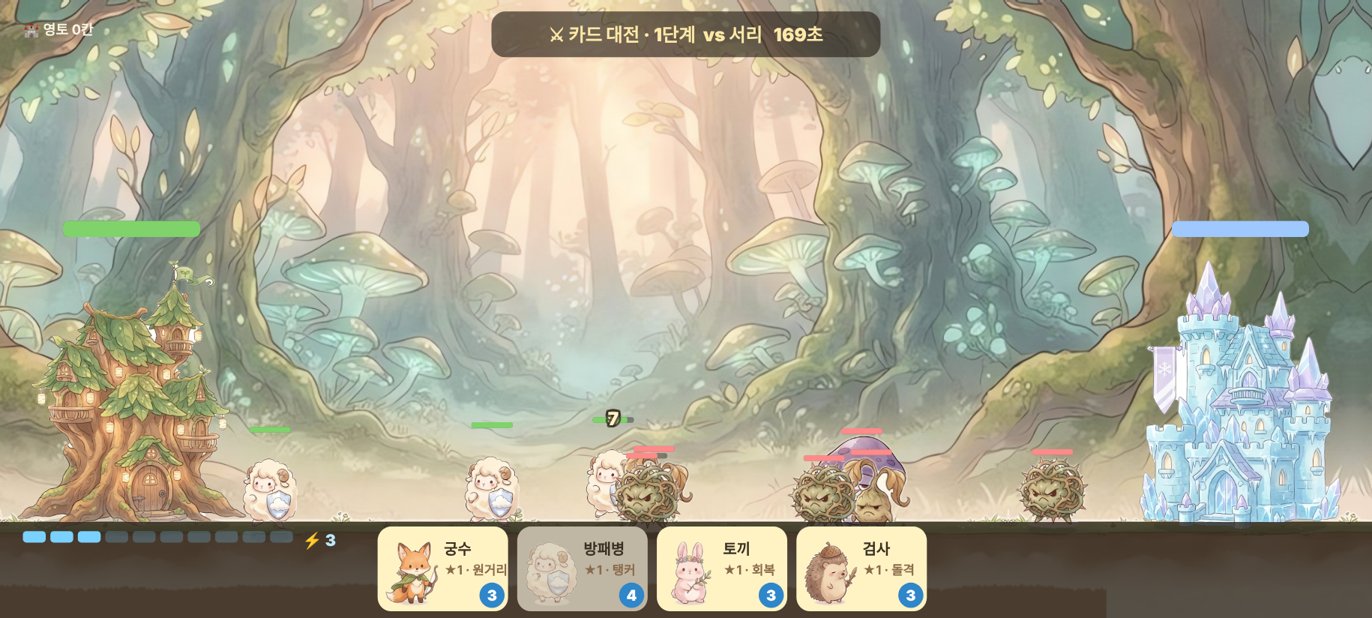 🏰 영토 0칸
⚔ 카드 대전 · 1단계 vs 서리 169초
7
⚡ 3
궁수
★1 · 원거리
3
방패병
★1 · 탱커
4
토끼
★1 · 회복
3
검사
★1 · 돌격
3